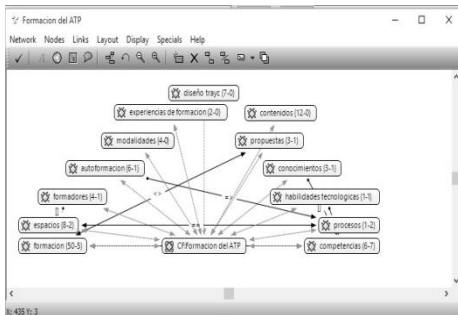 Formacion del ATP
Network Nodes Links Layout Display Specials Help
diseño trayc {7-0}
experiencias de formacion {2-0}
contenidos {12-0}
modalidades {4-0}
propuestas {3-1}
autoformacion {6-1}
conocimientos {3-1}
formadores {4-1}
habilidades tecnologicas {1-1}
espacios {8-2}
procesos {1-2}
formacion {50-5}
CF:Formacion del ATP
competencias {6-7}
X: 435 Y: 3